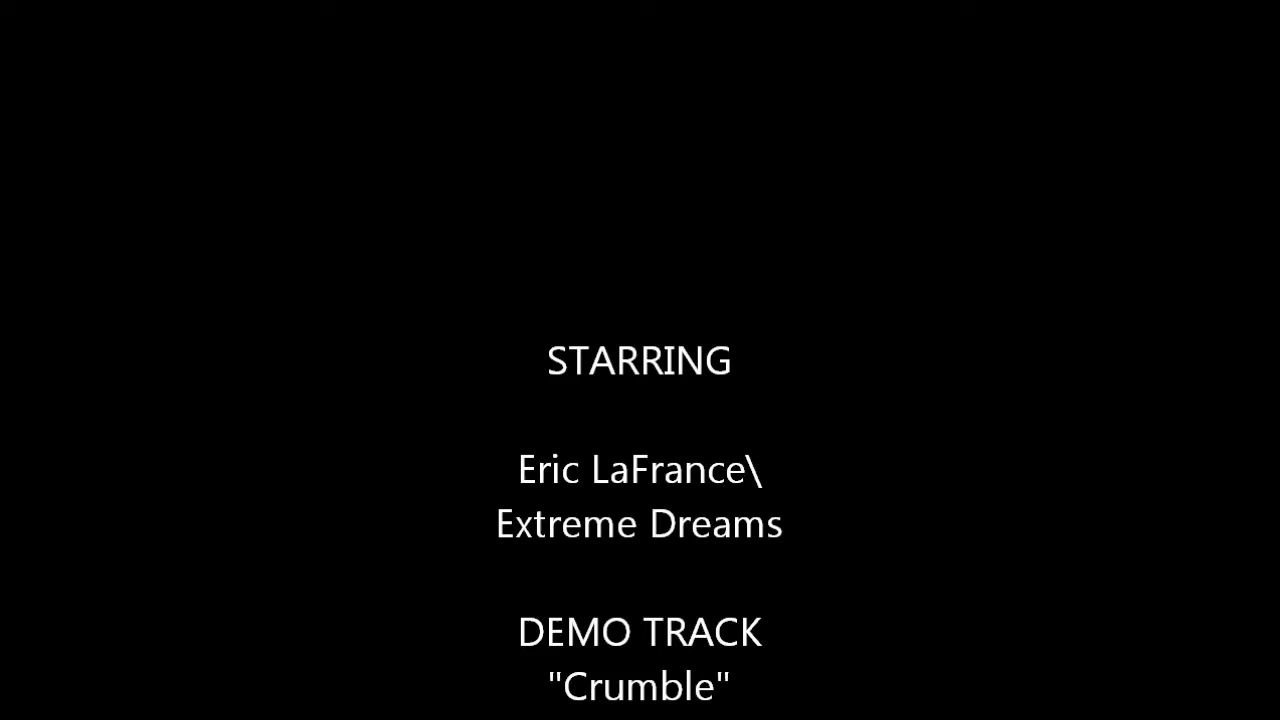 STARRING
Eric LaFrance\
Extreme Dreams
DEMO TRACK
"Crumble"